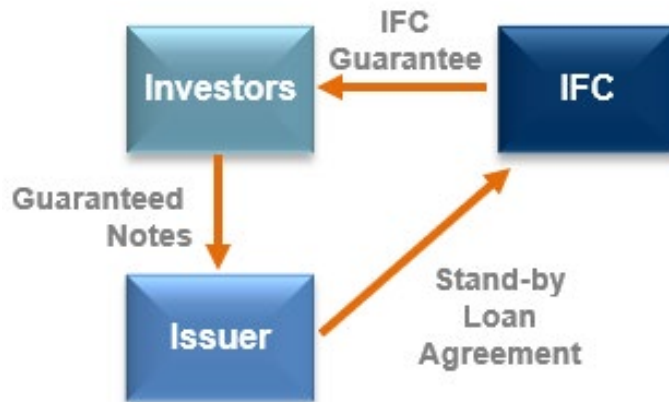 IFC
Guarantee
Investors
IFC
Guaranteed
Notes
Stand-by
Loan
Agreement
Issuer